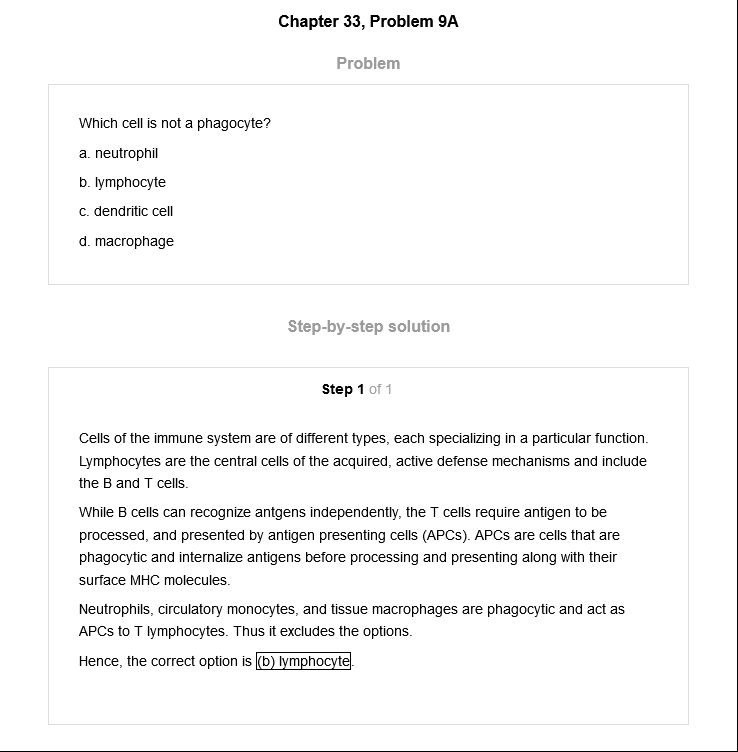 Chapter 33, Problem 9A
Problem
Which cell is not a phagocyte?
a. neutrophil
b. lymphocyte
c. dendritic cell
d. macrophage
Step-by-step solution
Step 1 of 1
Cells of the immune system are of different types, each specializing in a particular function.
Lymphocytes are the central cells of the acquired, active defense mechanisms and include
the B and T cells.
While B cells can recognize antgens independently, the T cells require antigen to be
processed, and presented by antigen presenting cells (APCs). APCs are cells that are
phagocytic and internalize antigens before processing and presenting along with their
surface MHC molecules.
Neutrophils, circulatory monocytes, and tissue macrophages are phagocytic and act as
APCs to T lymphocytes. Thus it excludes the options.
Hence, the correct option is (b) lymphocyte.